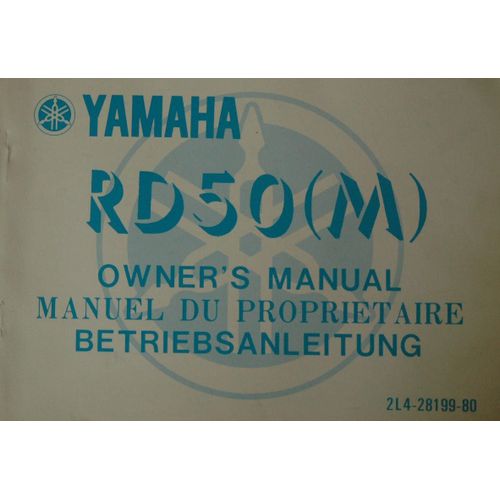 YAMAHA
RD50(M)
OWNER'S MANUAL
MANUEL DU PROPRIETAIRE
BETRIEBSANLEITUNG
2L4-28199-80